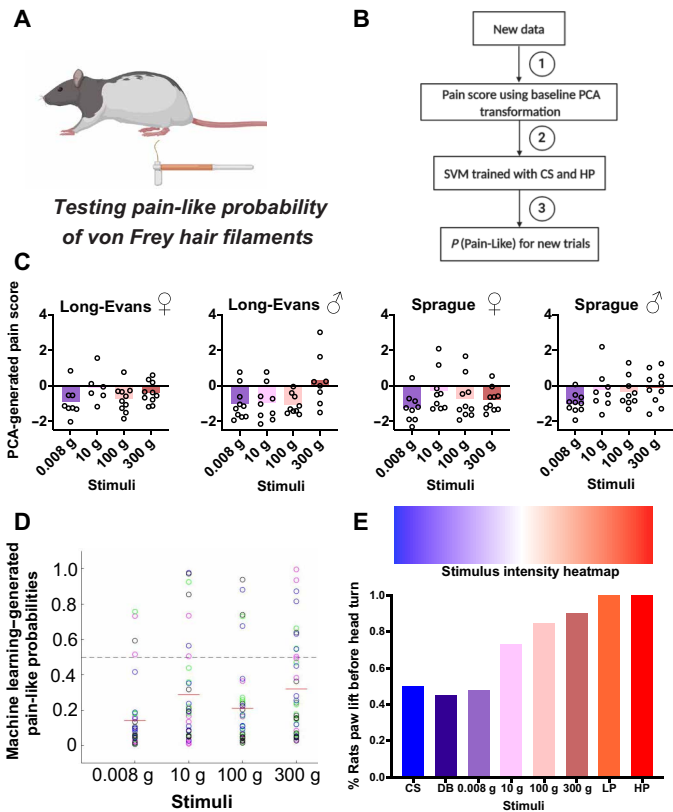 A
Testing pain-like probability
of von Frey hair filaments
B
New data
1
Pain score using baseline PCA
transformation
2
SVM trained with CS and HP
3
P (Pain-Like) for new trials
C
PCA-generated pain score
Long-Evans ♀
4
2
0
−2
0.008 g
10 g
100 g
300 g
Stimuli
Long-Evans ♂
4
2
0
−2
0.008 g
10 g
100 g
300 g
Stimuli
Sprague ♀
4
2
0
−2
0.008 g
10 g
100 g
300 g
Stimuli
Sprague ♂
4
2
0
−2
0.008 g
10 g
100 g
300 g
Stimuli
D
Machine learning–generated
pain-like probabilities
1.0
0.8
0.6
0.4
0.2
0
0.008 g
10 g
100 g
300 g
Stimuli
E
Stimulus intensity heatmap
% Rats paw lift before head turn
1.0
0.8
0.6
0.4
0.2
0.0
CS
DB
0.008 g
10 g
100 g
300 g
LP
HP
Stimuli